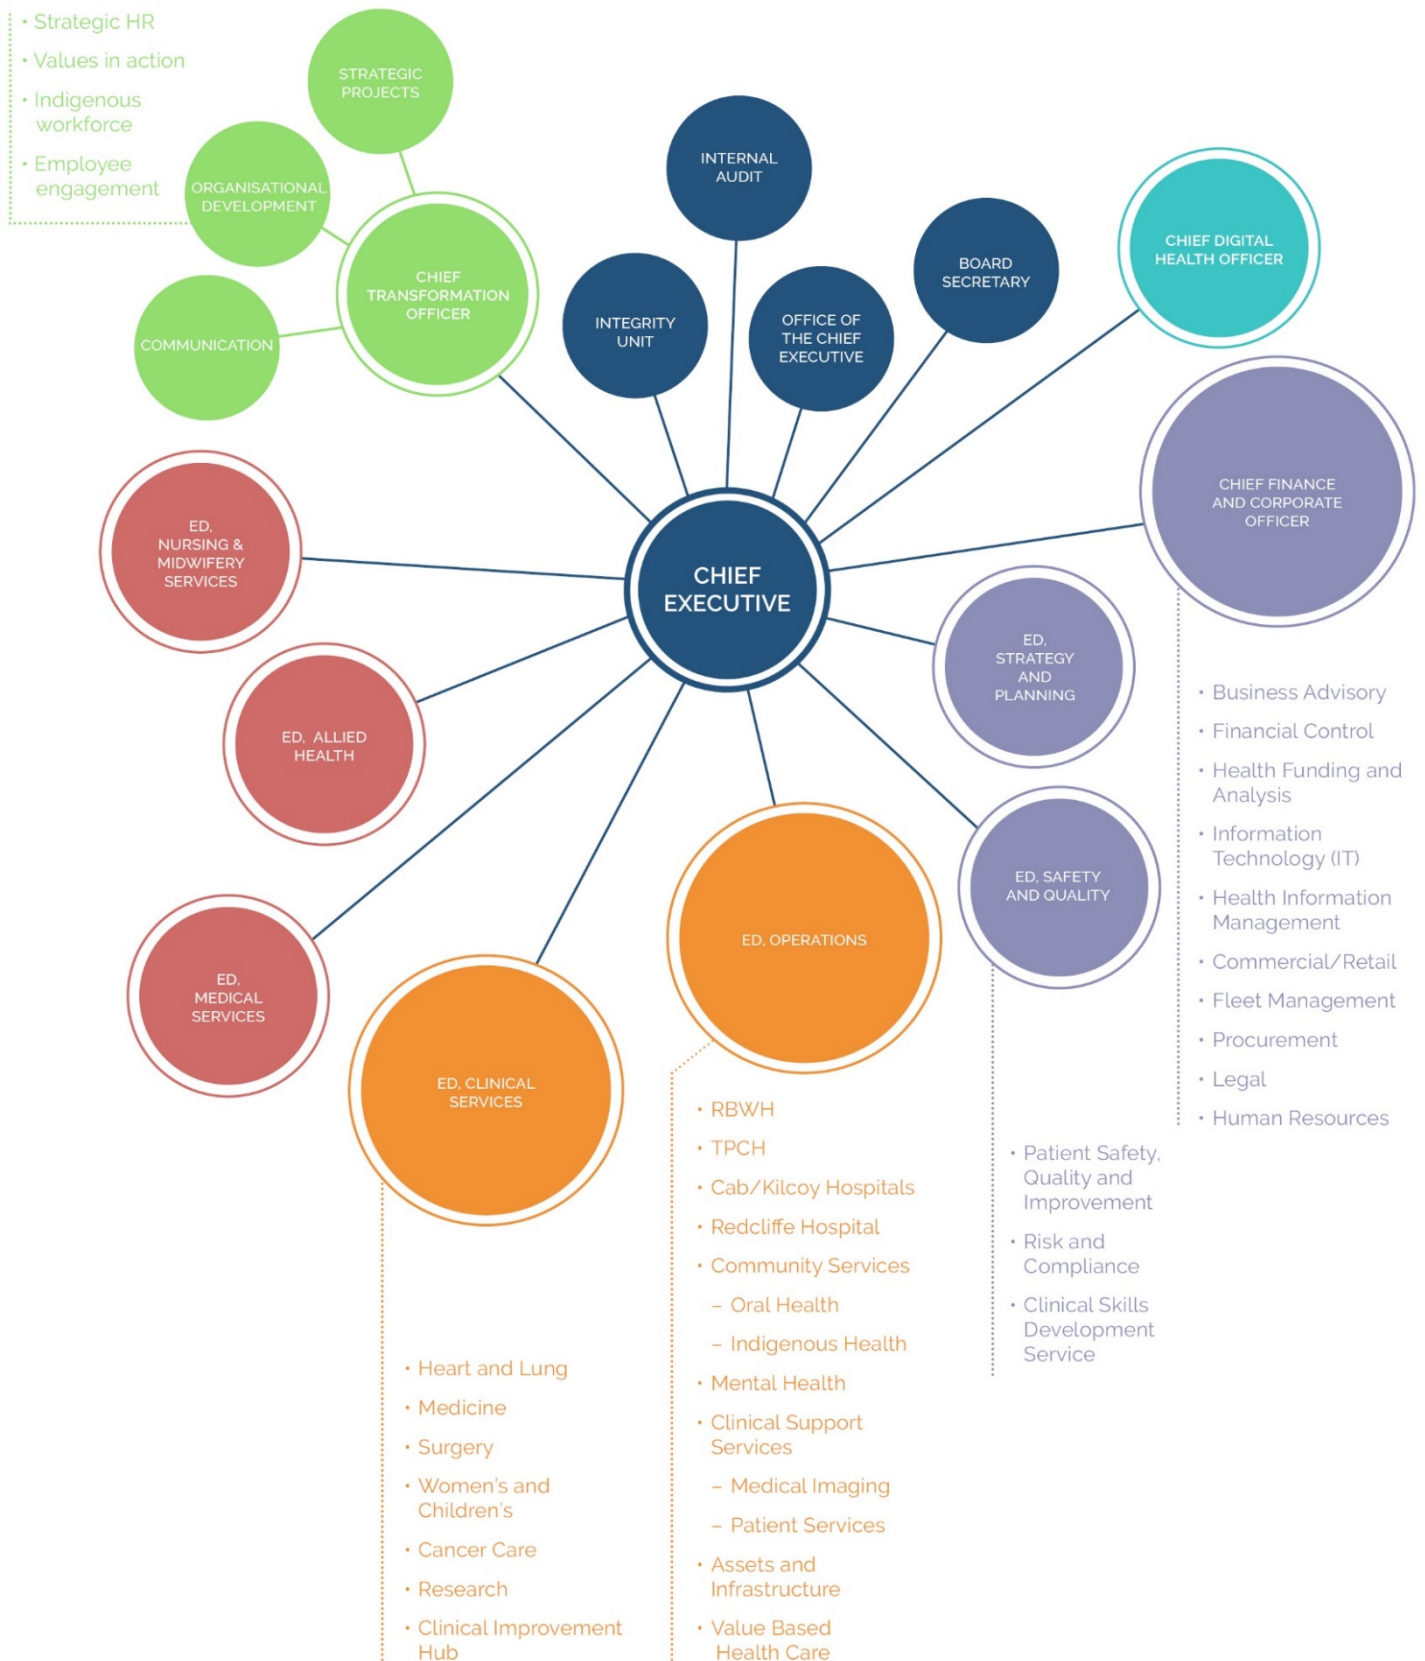 • Strategic HR
• Values in action
• Indigenous
workforce
• Employee
engagement
STRATEGIC
PROJECTS
ORGANISATIONAL
DEVELOPMENT
COMMUNICATION
CHIEF
TRANSFORMATION
OFFICER
INTERNAL
AUDIT
INTEGRITY
UNIT
OFFICE OF
THE CHIEF
EXECUTIVE
BOARD
SECRETARY
CHIEF DIGITAL
HEALTH OFFICER
CHIEF FINANCE
AND CORPORATE
OFFICER
CHIEF
EXECUTIVE
ED,
NURSING &
MIDWIFERY
SERVICES
ED, ALLIED
HEALTH
ED,
MEDICAL
SERVICES
ED, CLINICAL
SERVICES
ED, OPERATIONS
ED,
STRATEGY
AND
PLANNING
ED, SAFETY
AND QUALITY
• Business Advisory
• Financial Control
• Health Funding and
Analysis
• Information
Technology (IT)
• Health Information
Management
• Commercial/Retail
• Fleet Management
• Procurement
• Legal
• Human Resources
• Patient Safety,
Quality and
Improvement
• Risk and
Compliance
• Clinical Skills
Development
Service
• RBWH
• TPCH
• Cab/Kilcoy Hospitals
• Redcliffe Hospital
• Community Services
– Oral Health
– Indigenous Health
• Mental Health
• Clinical Support
Services
– Medical Imaging
– Patient Services
• Assets and
Infrastructure
• Value Based
Health Care
• Heart and Lung
• Medicine
• Surgery
• Women's and
Children's
• Cancer Care
• Research
• Clinical Improvement
Hub